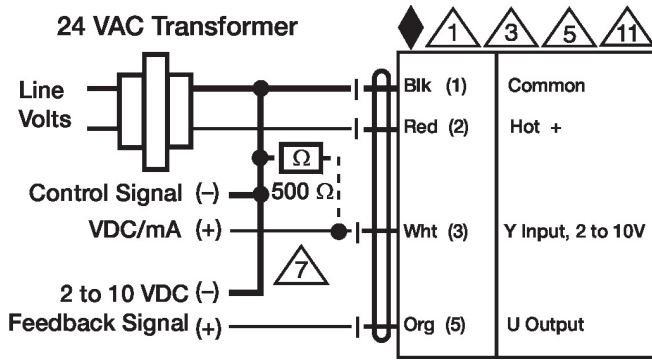 24 VAC Transformer
1 3 5 11
Line
Volts
Blk (1) Common
Red (2) Hot +
Ω
500 Ω
Control Signal (–)
VDC/mA (+)
Wht (3) Y Input, 2 to 10V
7
2 to 10 VDC (–)
Feedback Signal (+)
Org (5) U Output